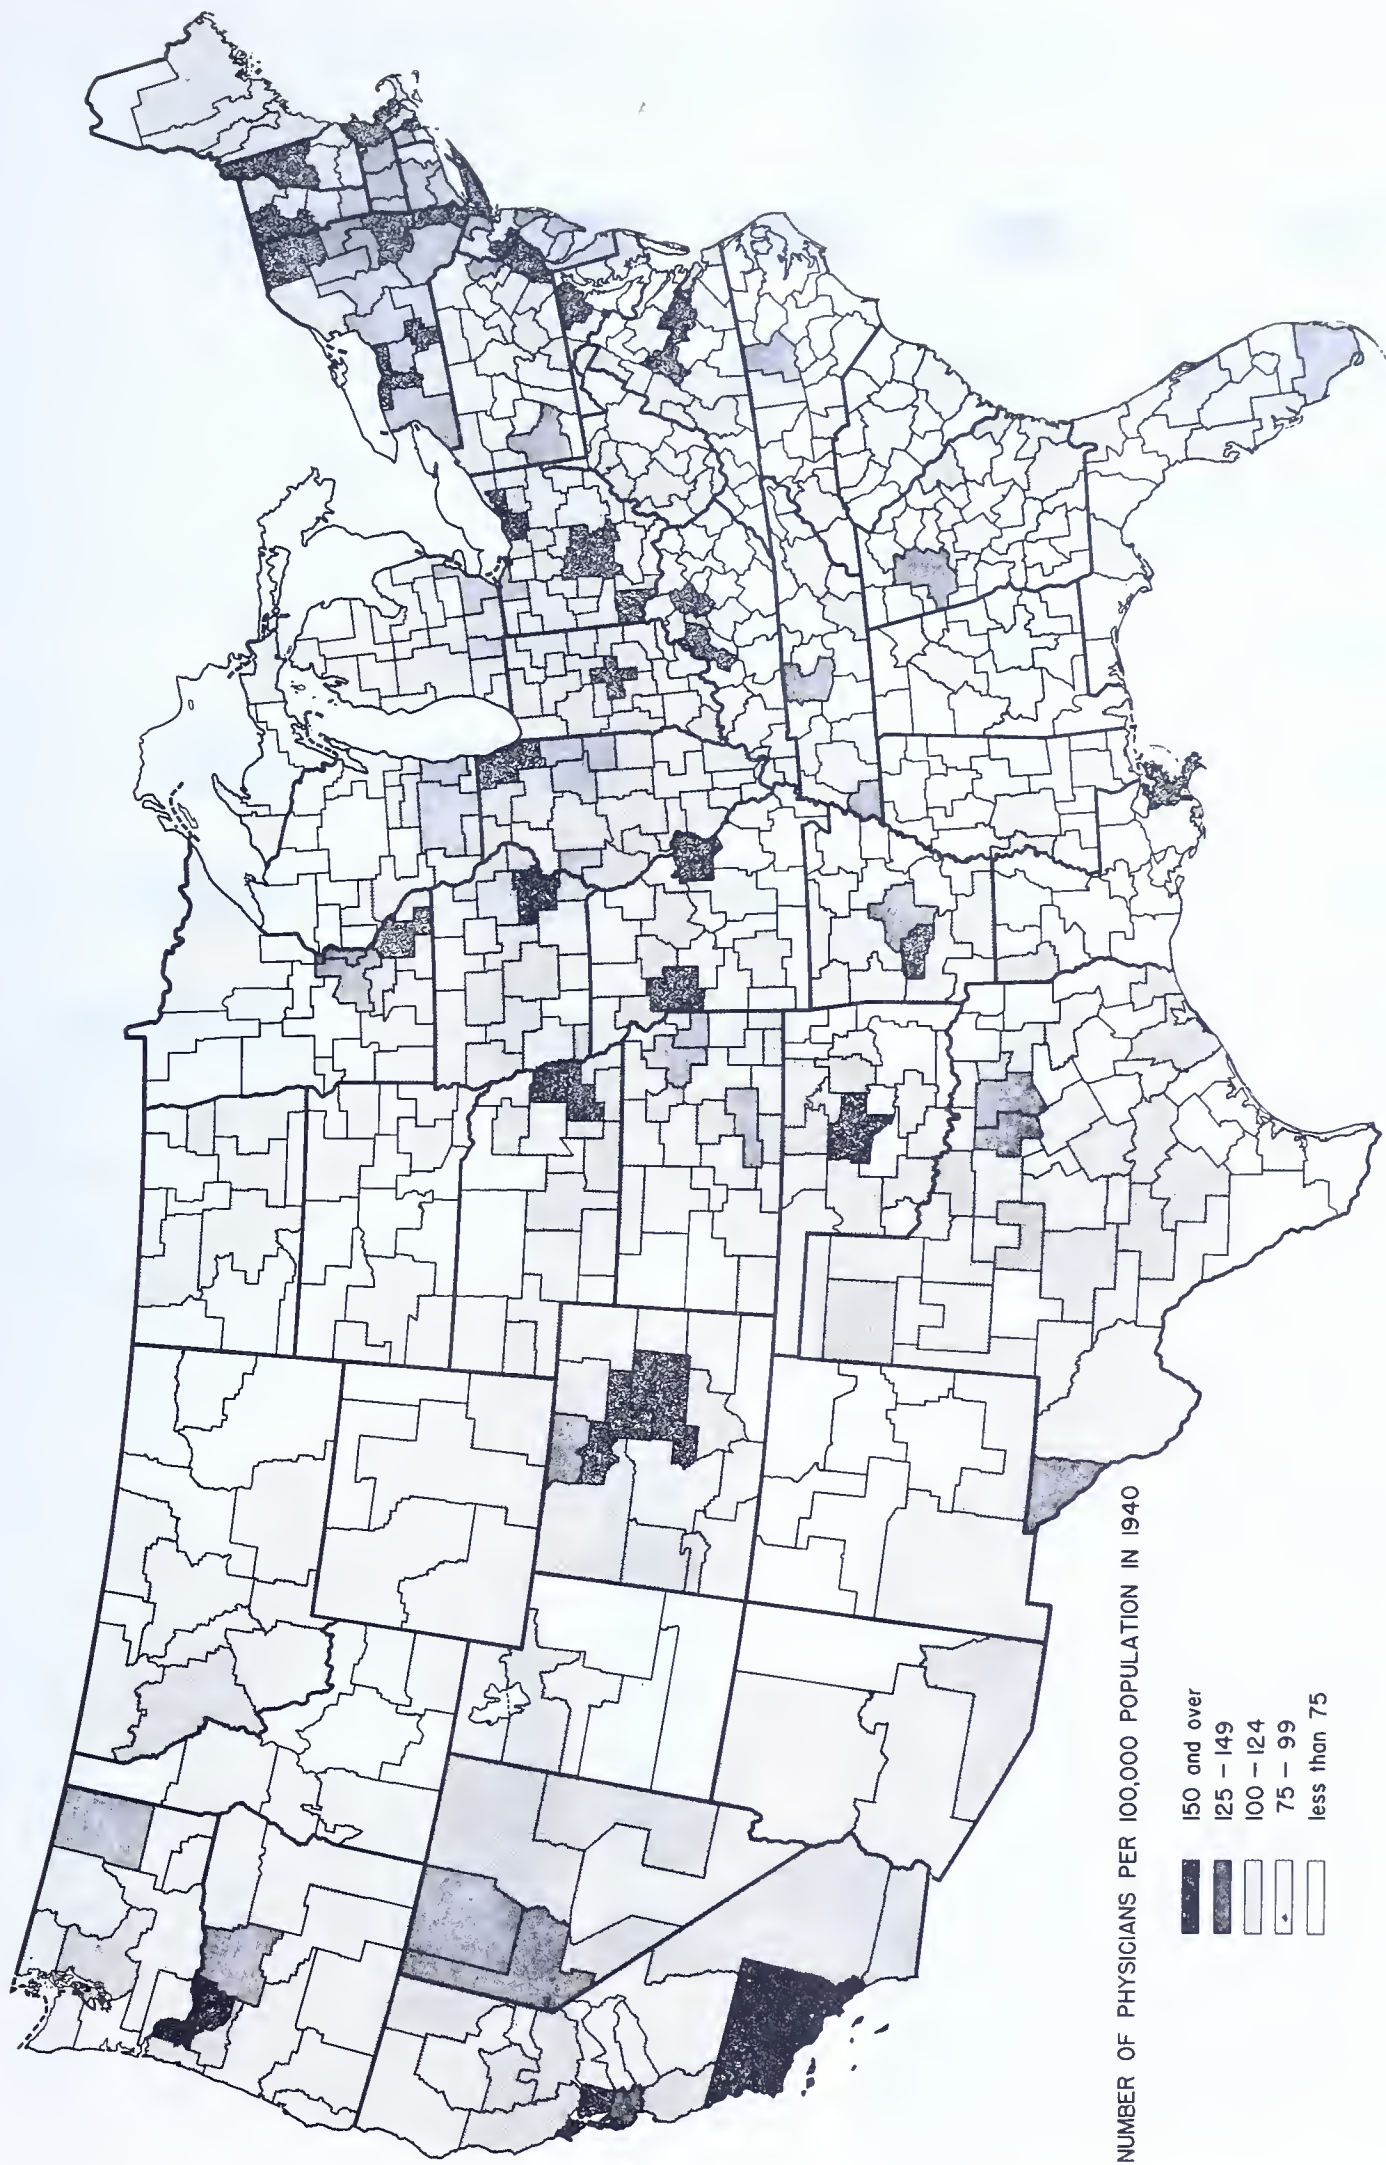 NUMBER OF PHYSICIANS PER 100,000 POPULATION IN 1940
150 and over
125 – 149
100 – 124
75 – 99
less than 75